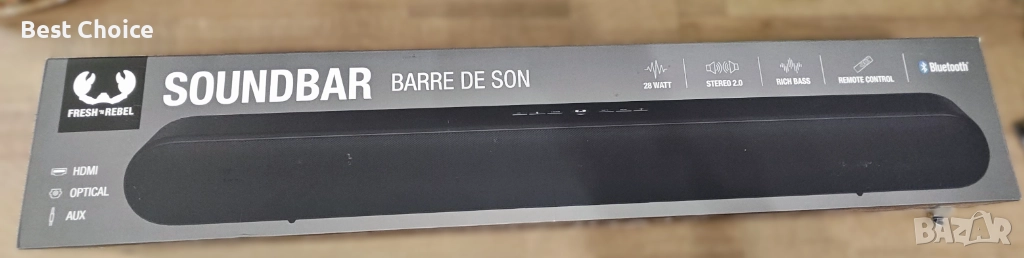 Best Choice
FRESH 'N REBEL
SOUNDBAR
BARRE DE SON
28 WATT
STEREO 2.0
RICH BASS
REMOTE CONTROL
Bluetooth®
HDMI
OPTICAL
AUX
BAZAR